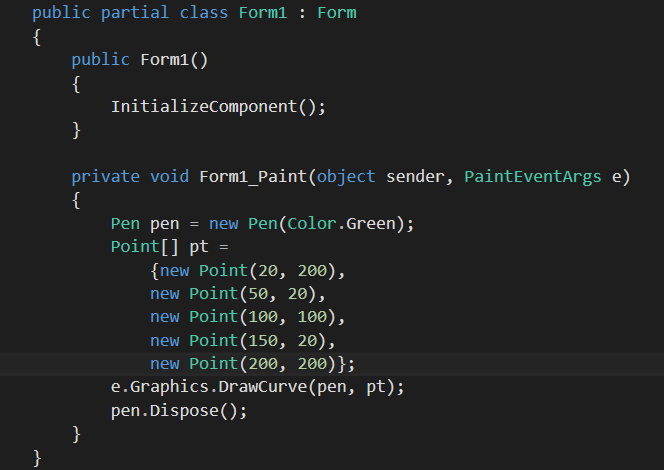 public partial class Form1 : Form
{
public Form1()
{
InitializeComponent();
}
private void Form1_Paint(object sender, PaintEventArgs e)
{
Pen pen = new Pen(Color.Green);
Point[] pt =
{new Point(20, 200),
new Point(50, 20),
new Point(100, 100),
new Point(150, 20),
new Point(200, 200)};
e.Graphics.DrawCurve(pen, pt);
pen.Dispose();
}
}